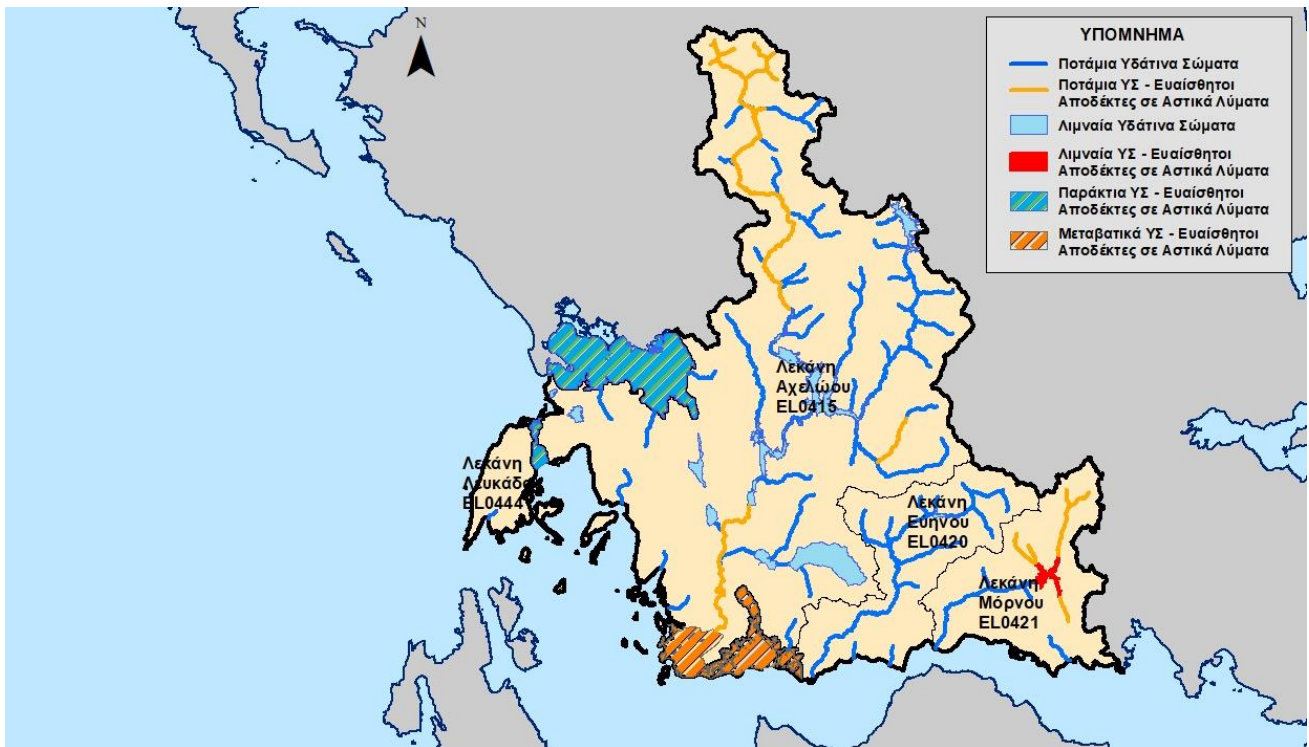 N
ΥΠΟΜΝΗΜΑ
Ποτάμια Υδάτινα Σώματα
Ποτάμια ΥΣ - Ευαίσθητοι
Αποδέκτες σε Αστικά Λύματα
Λιμναία Υδάτινα Σώματα
Λιμναία ΥΣ - Ευαίσθητοι
Αποδέκτες σε Αστικά Λύματα
Παράκτια ΥΣ - Ευαίσθητοι
Αποδέκτες σε Αστικά Λύματα
Μεταβατικά ΥΣ - Ευαίσθητοι
Αποδέκτες σε Αστικά Λύματα
Λεκάνη
Αχελώου
EL0415
Λεκάνη
Λευκάδα
EL0444
Λεκάνη
Ευηνου
EL0420
Λεκάνη
Μόρνου
EL0421